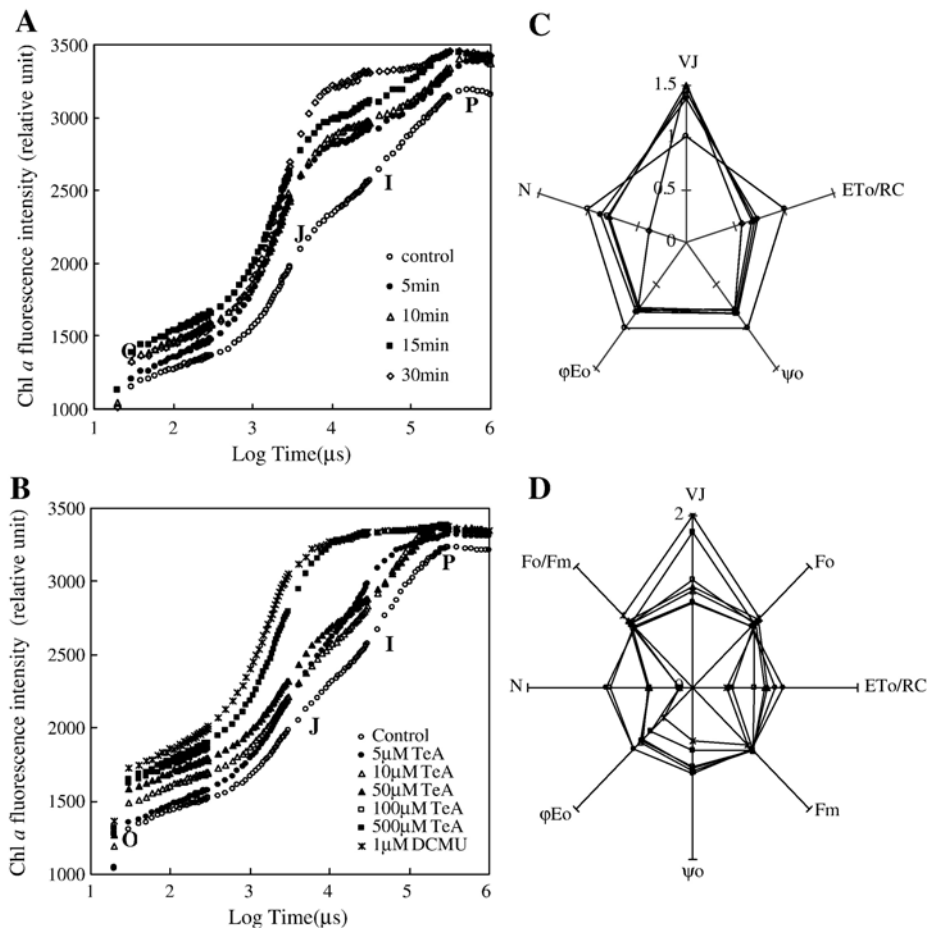 A
Chl a fluorescence intensity (relative unit)
3500
3000
2500
2000
1500
1000
O
J
I
P
control
5min
10min
15min
30min
1 2 3 4 5 6
Log Time(μs)
C
VJ
1.5
1
0.5
0
N
ETo/RC
φEo
ψo
B
Chl a fluorescence intensity (relative unit)
3500
3000
2500
2000
1500
1000
O
J
I
P
Control
5μM TeA
10μM TeA
50μM TeA
100μM TeA
500μM TeA
1μM DCMU
1 2 3 4 5 6
Log Time(μs)
D
VJ
2
Fo/Fm
Fo
N
ETo/RC
φEo
Fm
ψo